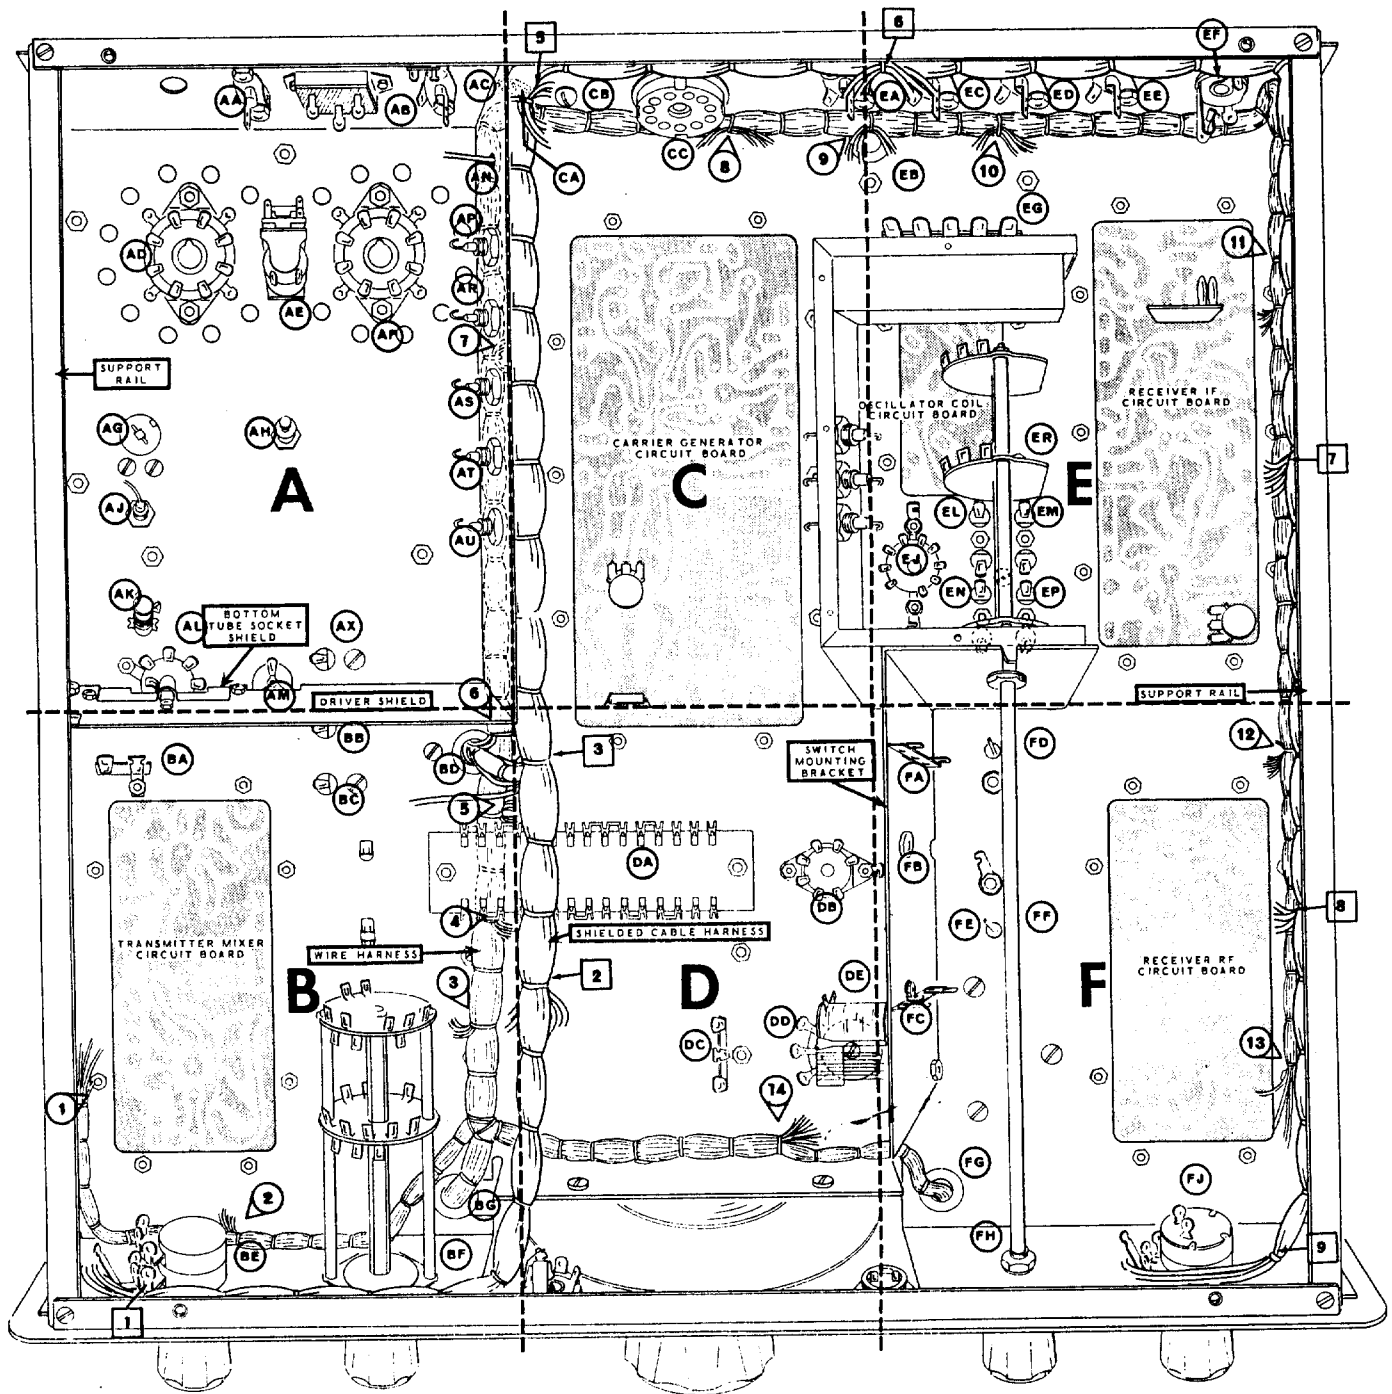 5
6
EF
AA
AB
AC
CB
EA
EC
ED
EE
CC
8
9
10
CA
EB
AN
EG
AP
11
AD
AR
AE
AF
7
SUPPORT
RAIL
AS
RECEIVER IF
CIRCUIT BOARD
OSCILLATOR COIL
CIRCUIT BOARD
AG
AH
CARRIER GENERATOR
CIRCUIT BOARD
ER
7
AT
A
C
E
AJ
EL
EM
AU
EJ
AK
EN
EP
BOTTOM
TUBE SOCKET
SHIELD
AL
AX
AM
DRIVER SHIELD
6
SUPPORT RAIL
BB
3
12
BA
BD
SWITCH
MOUNTING
BRACKET
FD
FA
BC
5
DA
FB
DB
4
8
FE
FF
SHIELDED CABLE HARNESS
TRANSMITTER MIXER
CIRCUIT BOARD
WIRE HARNESS
RECEIVER RF
CIRCUIT BOARD
B
3
2
D
DE
F
DD
FC
DC
13
14
1
FG
2
BG
FJ
FH
BE
BF
9
1